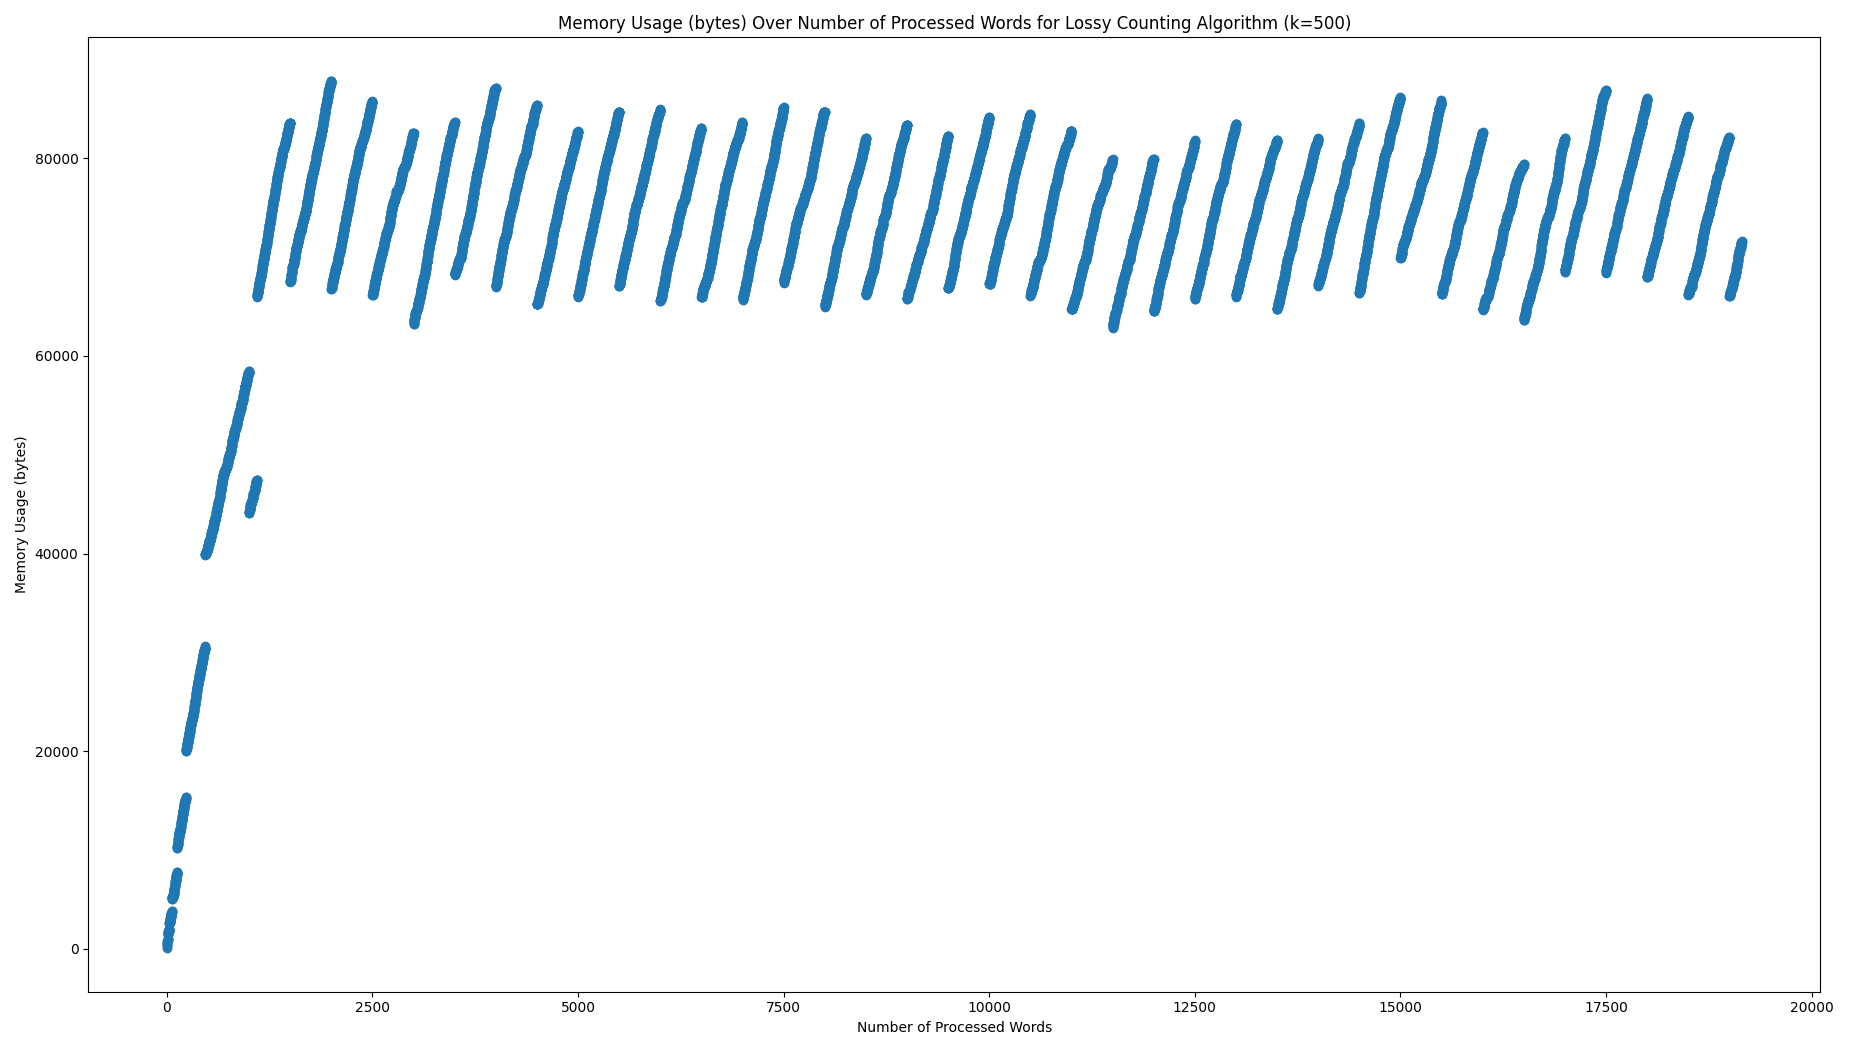 Memory Usage (bytes) Over Number of Processed Words for Lossy Counting Algorithm (k=500)
Memory Usage (bytes)
80000
60000
40000
20000
0
0 2500 5000 7500 10000 12500 15000 17500 20000
Number of Processed Words